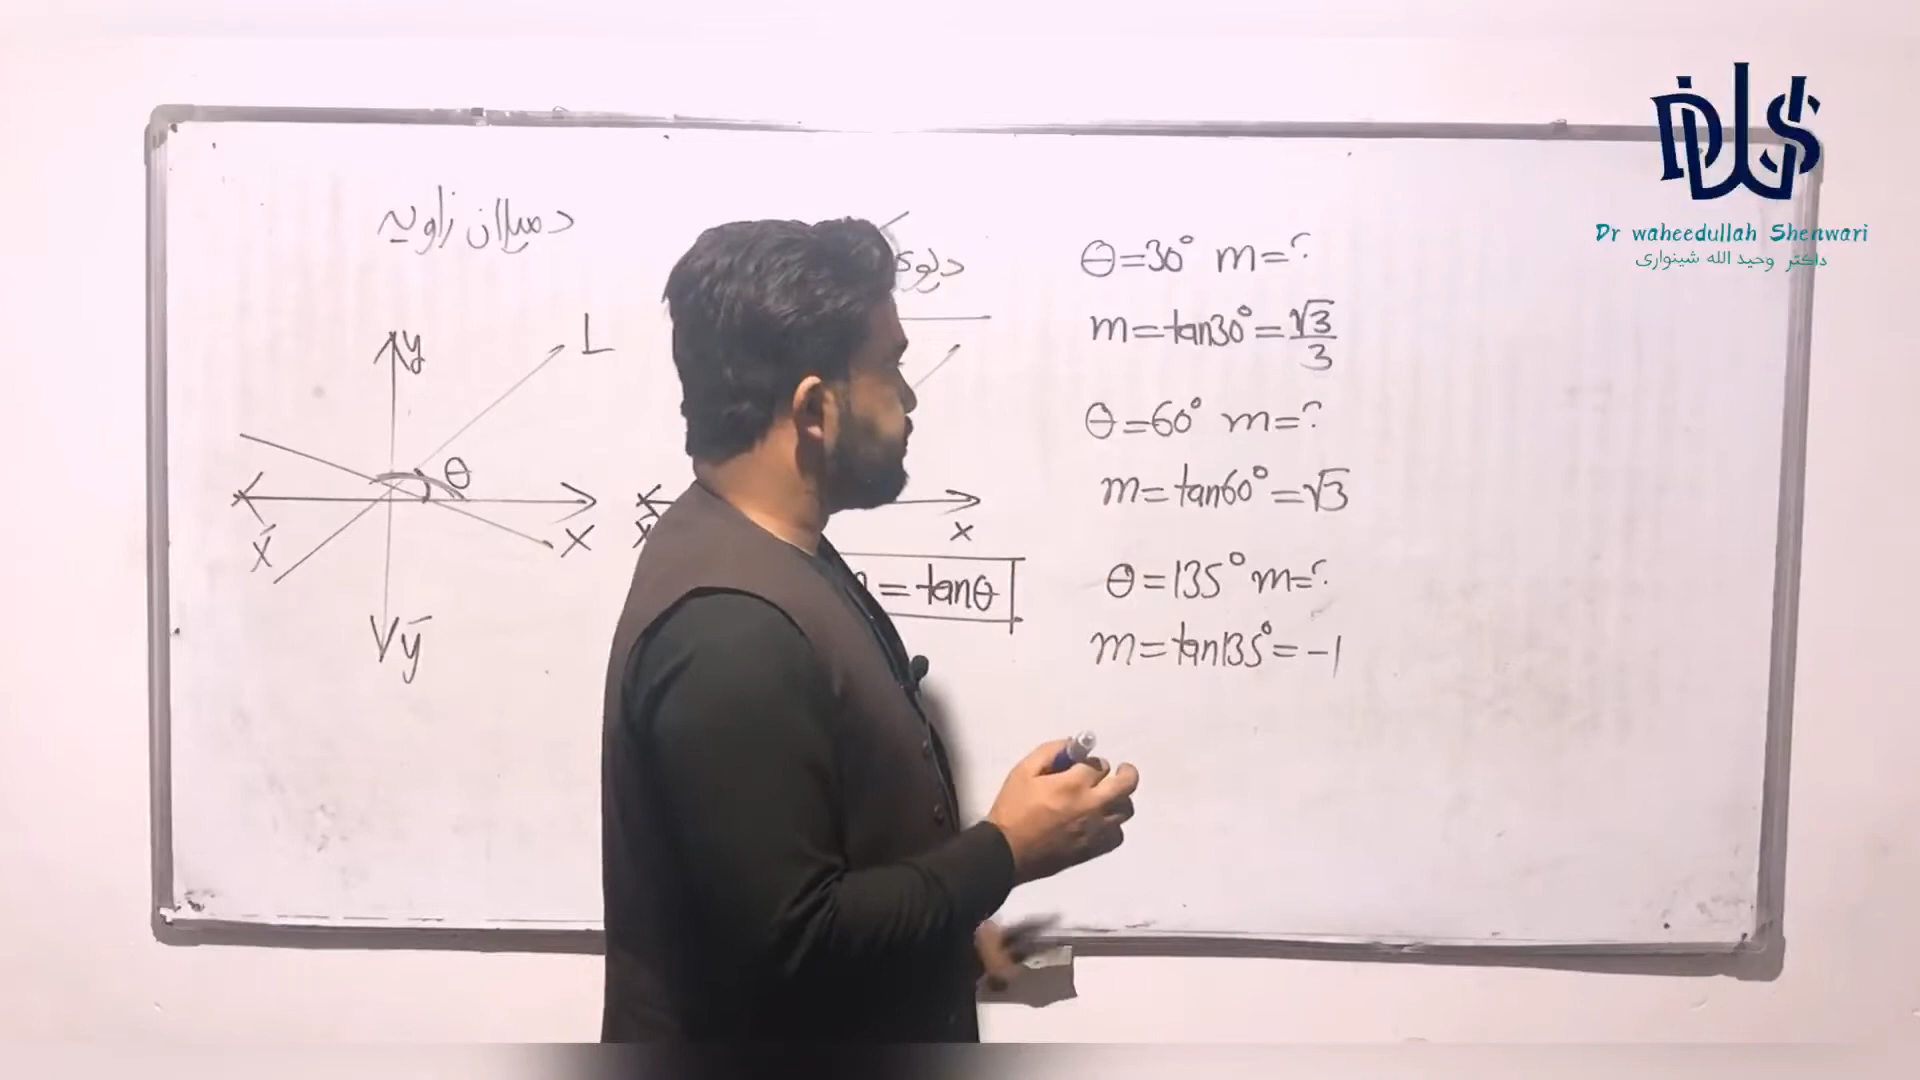 د میلان زاویه
y
L
θ
x́
x
ý
x
= tanθ
θ=30° m=?
m=tan30°=√3/3
θ=60° m=?
m=tan60°=√3
θ=135° m=?
m=tan135°=-1
DWS
Dr waheedullah Shenwari
داکتر وحید الله شینواری